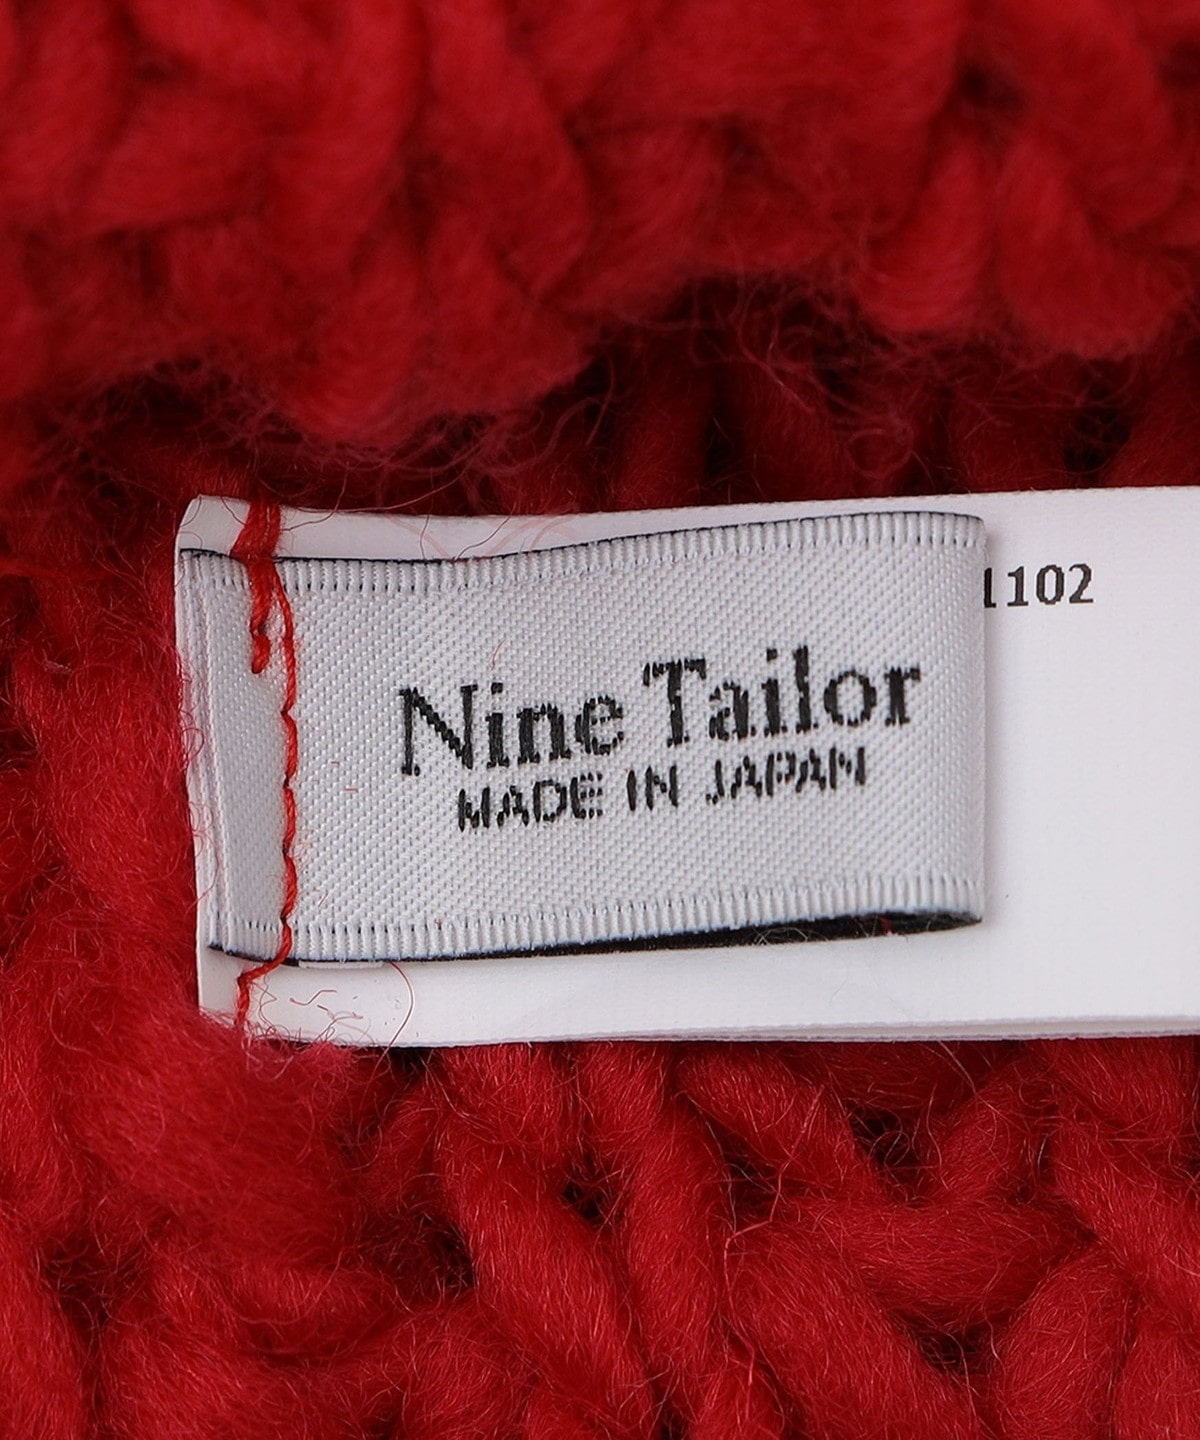 1102
Nine Tailor
MADE IN JAPAN